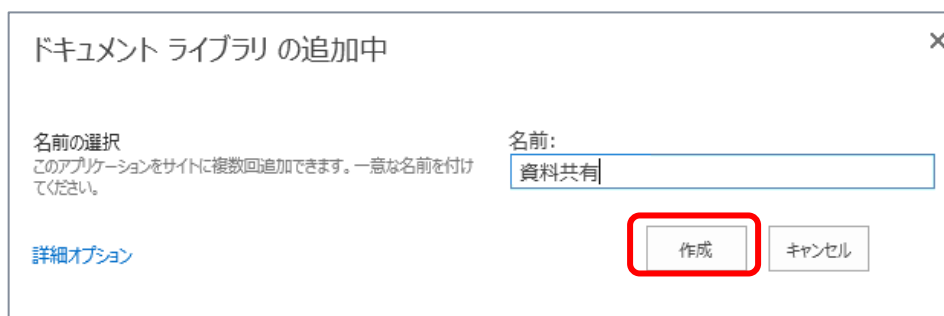 ドキュメント ライブラリ の追加中
×
名前の選択
このアプリケーションをサイトに複数回追加できます。一意な名前を付け
てください。
名前:
資料共有
詳細オプション
作成
キャンセル